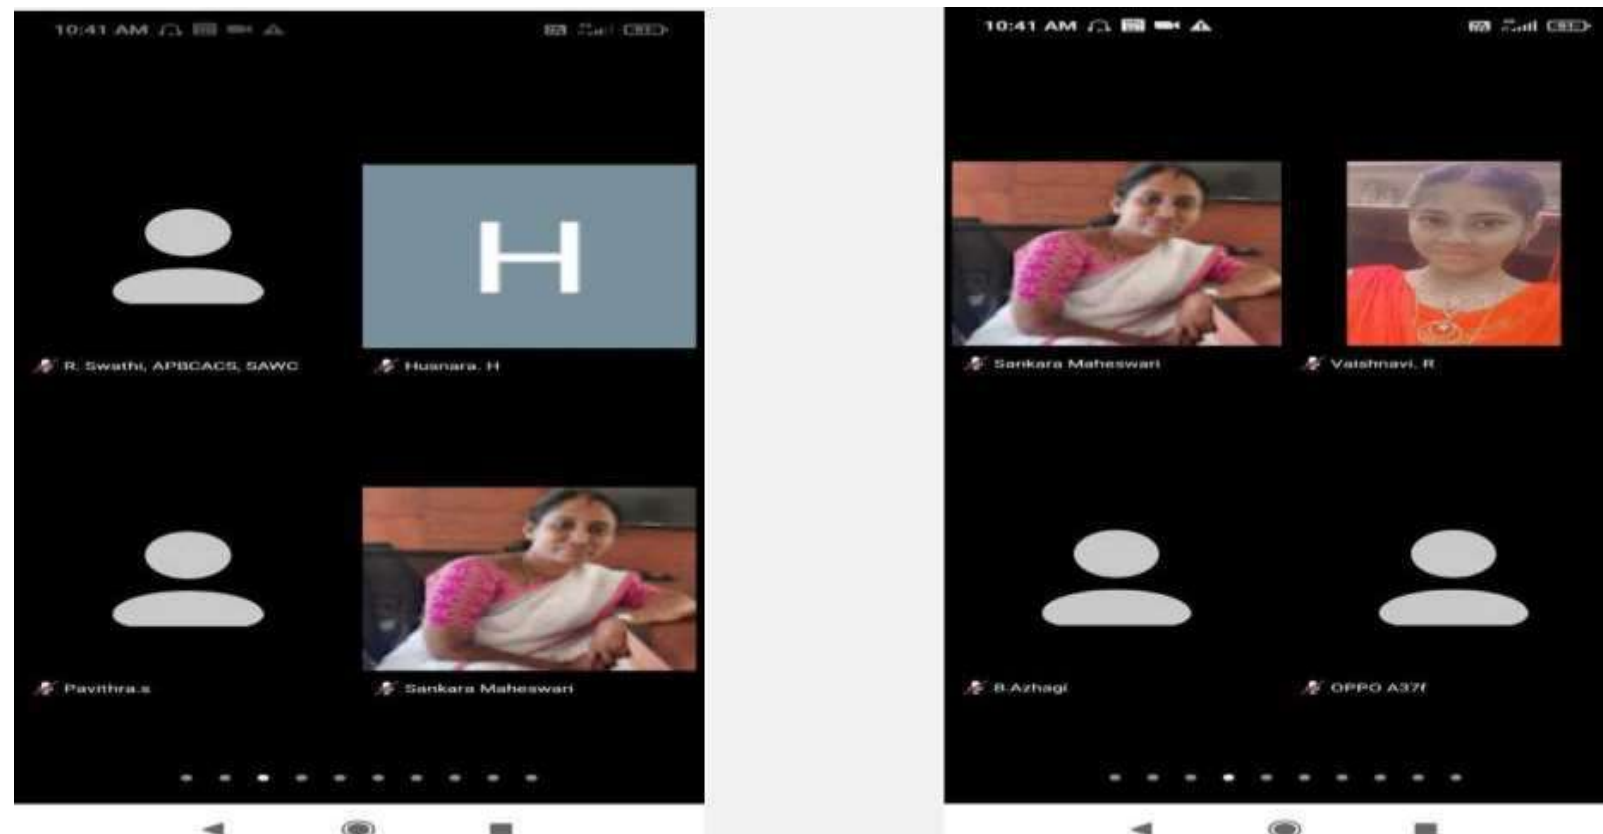 10:41 AM
H
R. Swathi, APBCACS, SAWC
Husnara. H
Pavithra.s
Sankara Maheswari
10:41 AM
Sankara Maheswari
Vaishnavi. R
B.Azhagi
OPPO A37f